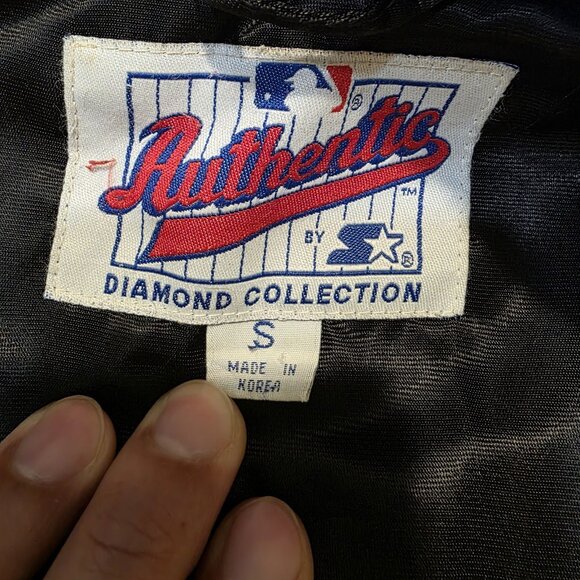 ®
Authentic
TM
BY S ®
DIAMOND COLLECTION
S
MADE IN
KOREA